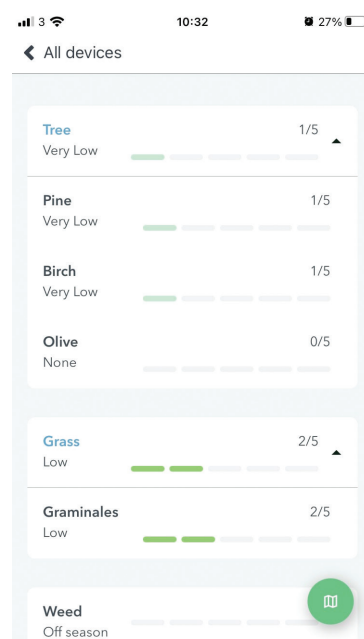 3 10:32 27%
All devices
Tree 1/5
Very Low
Pine 1/5
Very Low
Birch 1/5
Very Low
Olive 0/5
None
Grass 2/5
Low
Graminales 2/5
Low
Weed
Off season